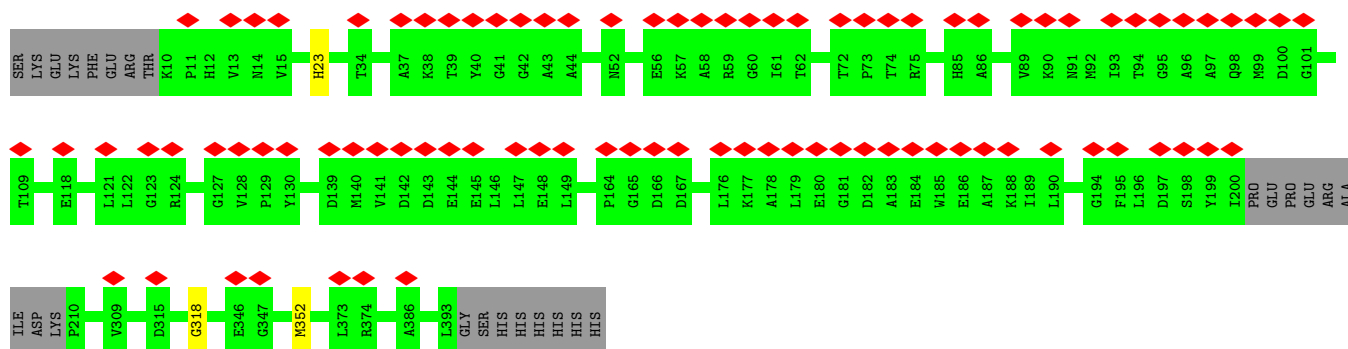 SER LYS GLU LYS PHE GLU ARG THR K10 P11 H12 V13 N14 V15 H23 T34 A37 K38 T39 Y40 G41 G42 A43 A44 N52 E56 K57 A58 R59 G60 I61 T62 T72 P73 T74 R75 H85 A86 V89 K90 N91 M92 I93 T94 G95 A96 A97 Q98 M99 D100 G101
T109 E118 L121 L122 G123 R124 G127 V128 P129 Y130 D139 M140 V141 D142 D143 E144 E145 L146 L147 E148 L149 P164 G165 D166 D167 L176 K177 A178 L179 E180 G181 D182 A183 E184 W185 E186 A187 K188 I189 L190 G194 F195 L196 D197 S198 Y199 I200 PRO GLU PRO GLU ARG ALA
ILE ASP LYS P210 V309 D315 G318 E346 G347 M352 L373 R374 A386 L393 GLY SER HIS HIS HIS HIS HIS HIS